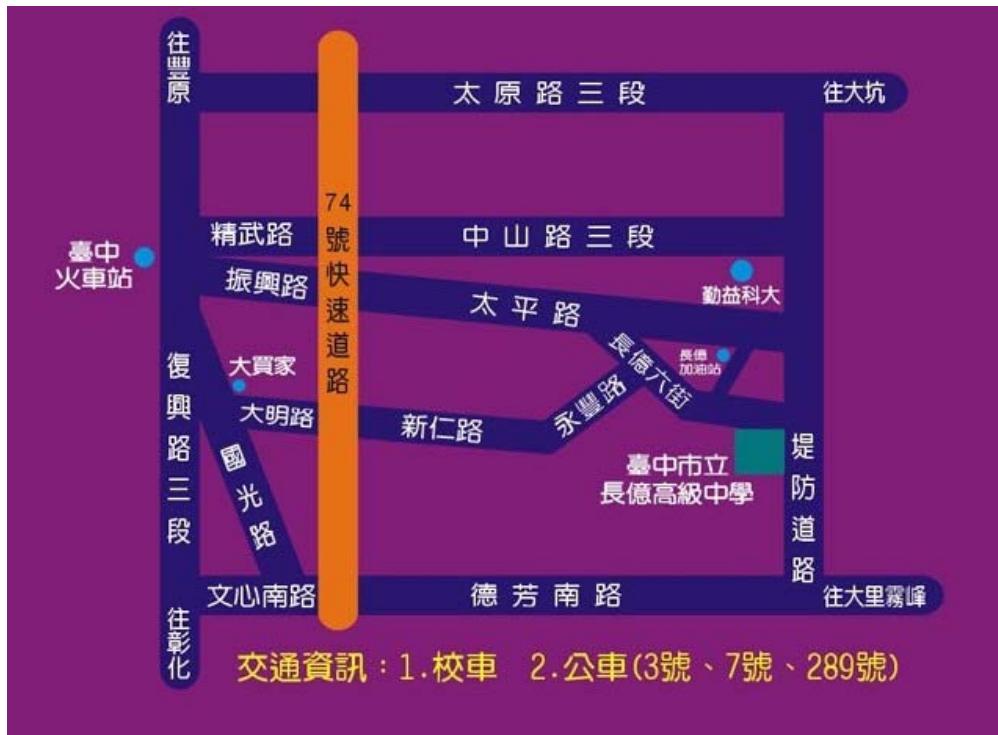 往豐原
太原路三段
往大坑
74號快速道路
精武路
中山路三段
臺中
火車站
振興路
太平路
勤益科大
長億
加油站
長億六街
復興路三段
大買家
大明路
新仁路
永豐路
國光路
臺中市立
長億高級中學
堤防道路
文心南路
德芳南路
往大里霧峰
往彰化
交通資訊：1.校車 2.公車(3號、7號、289號)